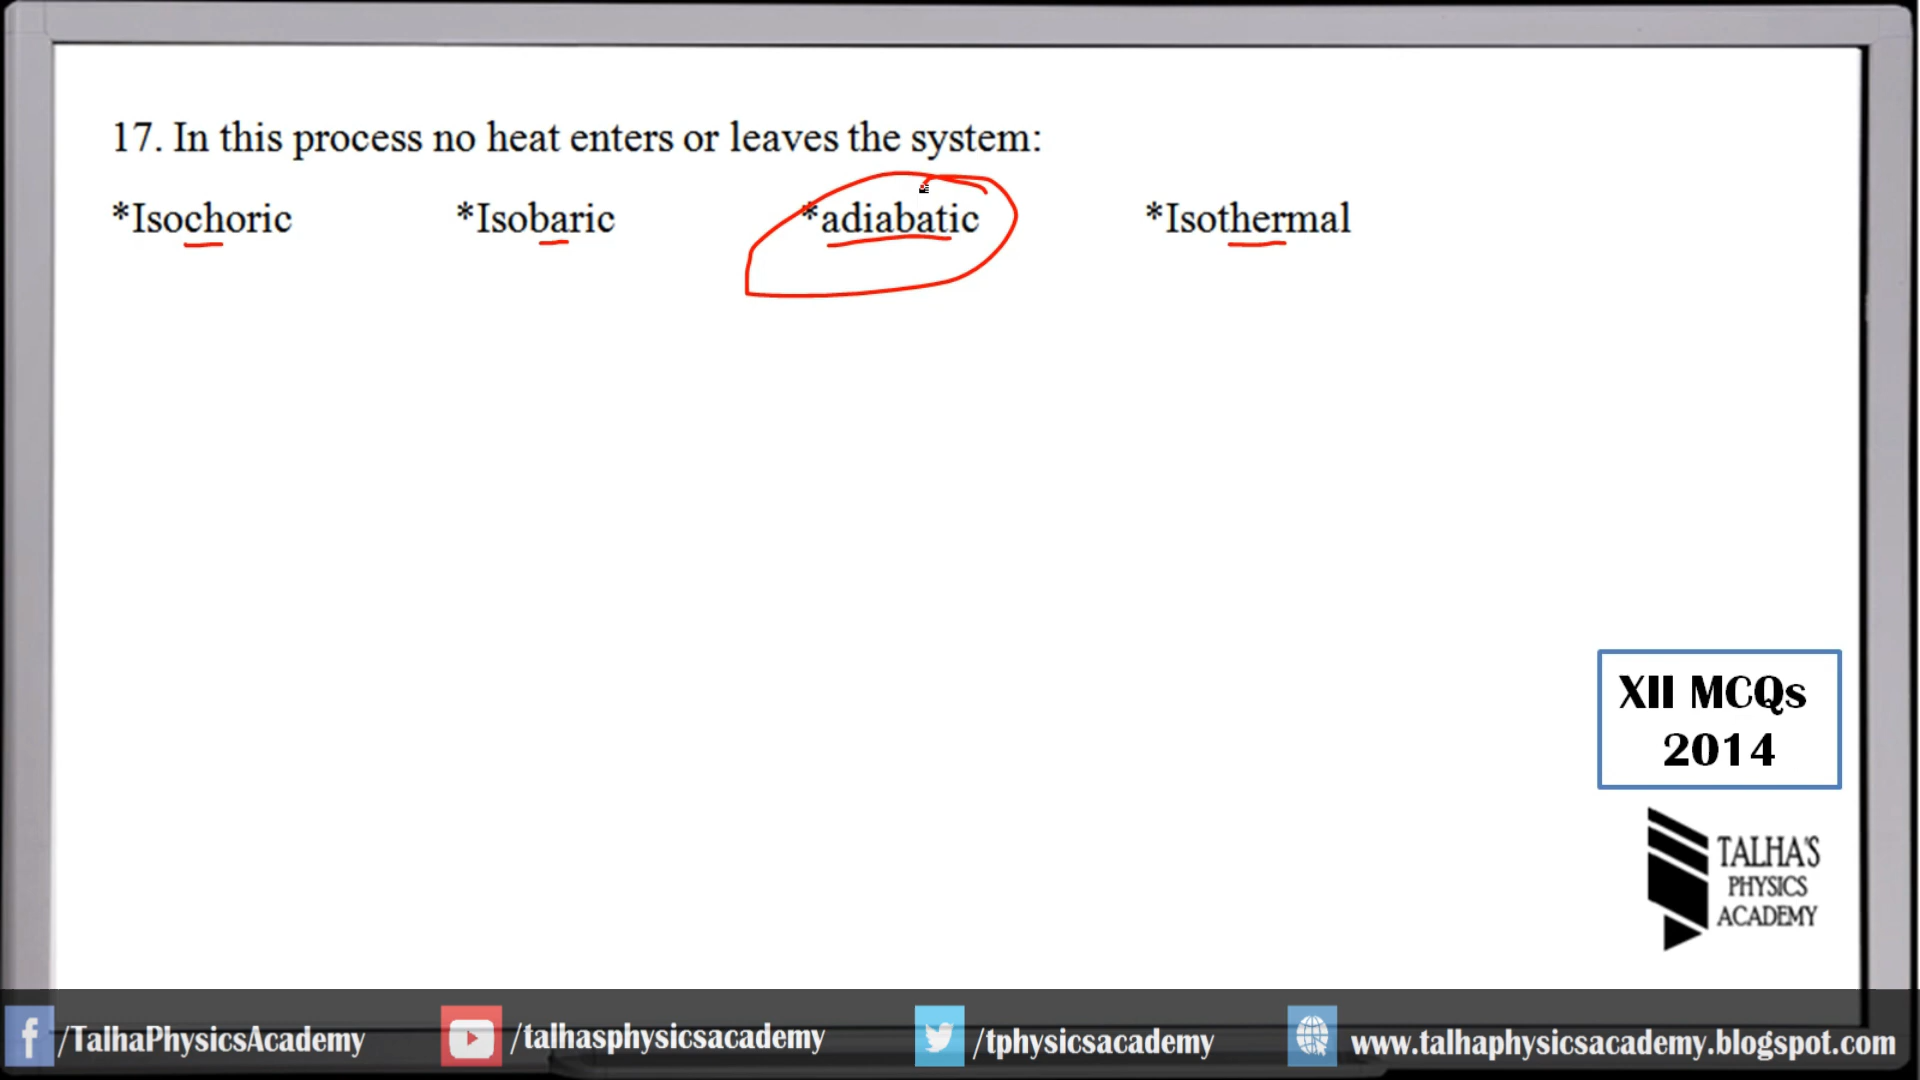 17. In this process no heat enters or leaves the system:
*Isochoric *Isobaric *adiabatic *Isothermal
XII MCQs
2014
TALHA'S
PHYSICS
ACADEMY
/TalhaPhysicsAcademy /talhasphysicsacademy /tphysicsacademy www.talhaphysicsacademy.blogspot.com